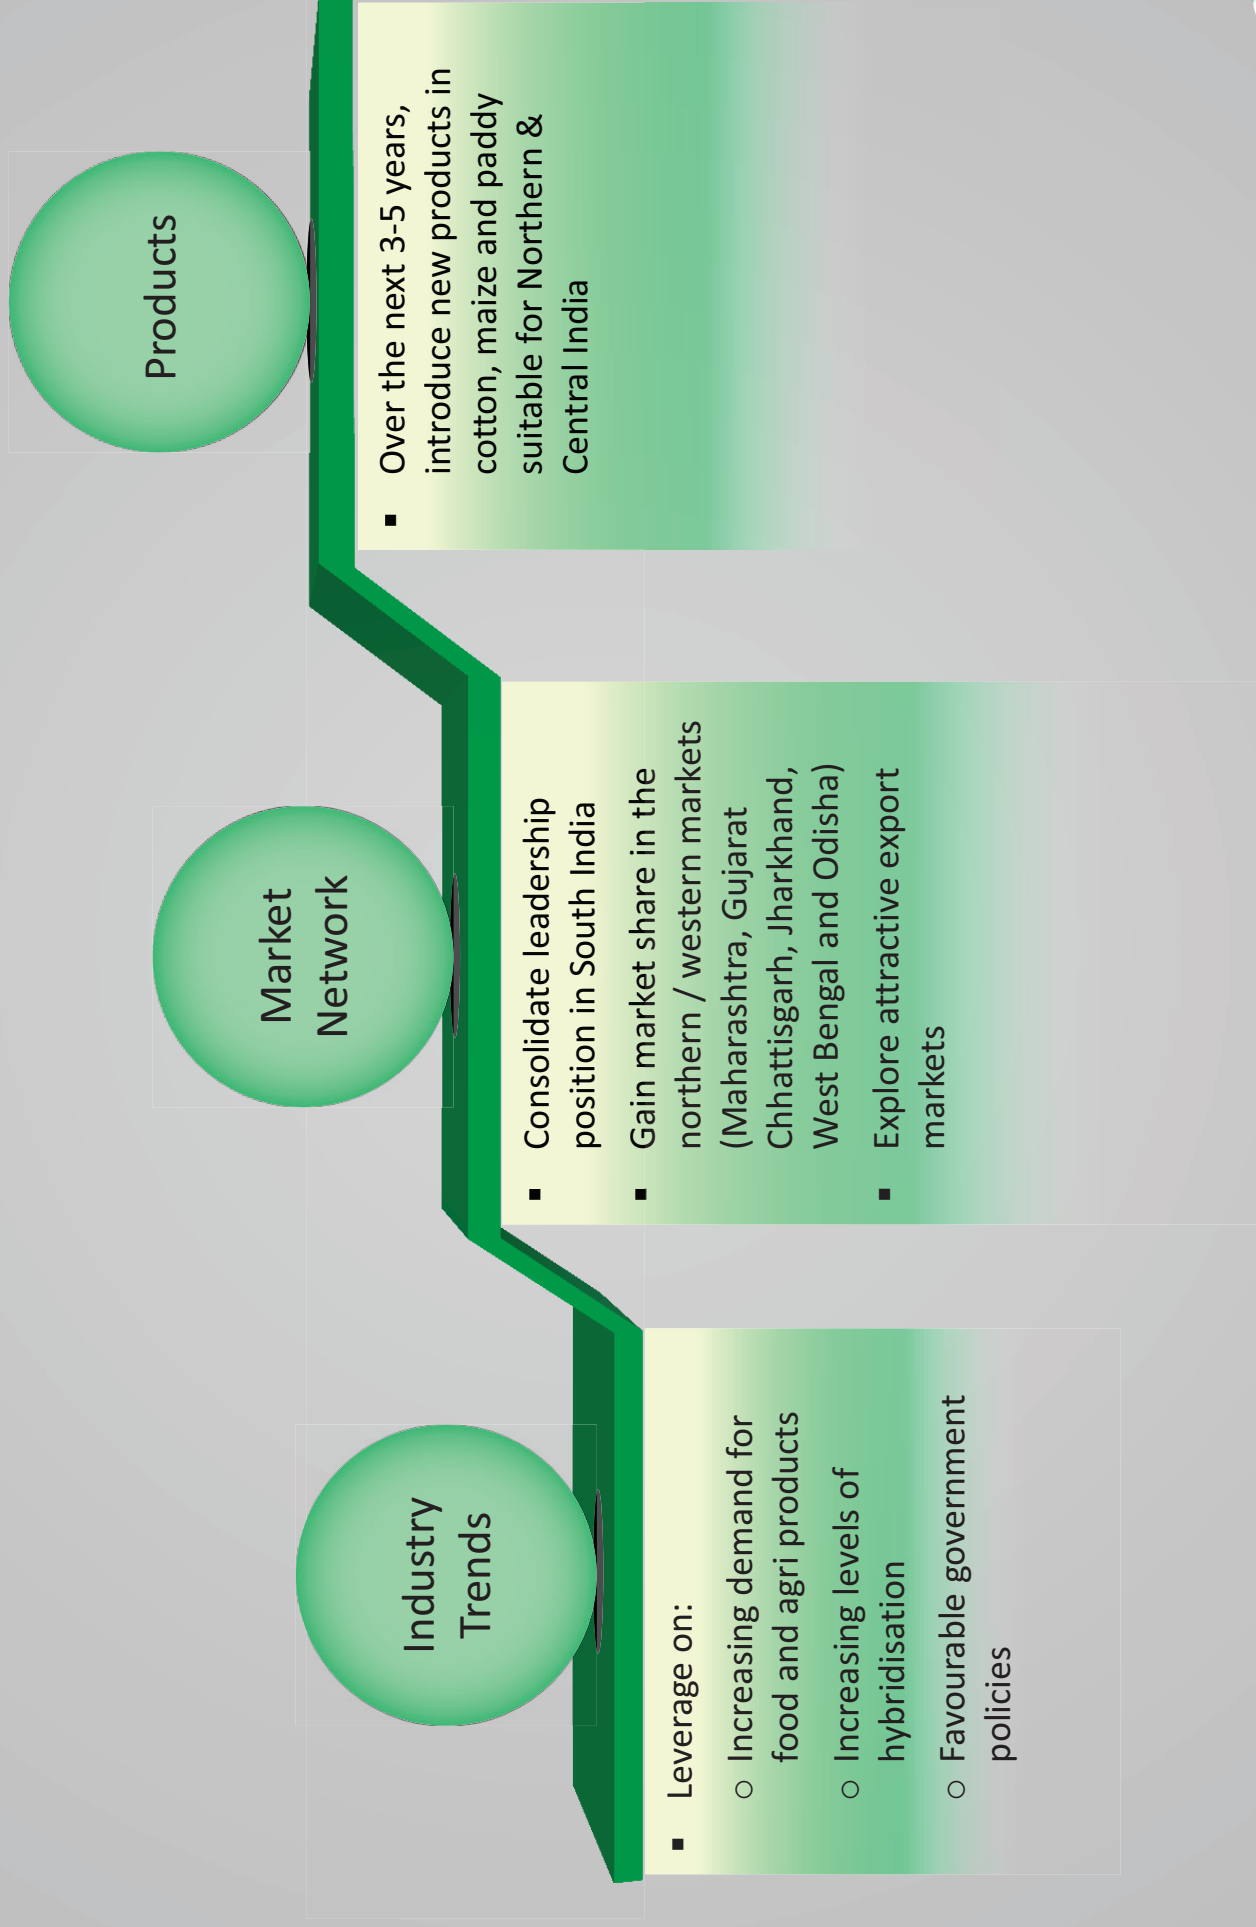 Industry
Trends
▪ Leverage on:
○ Increasing demand for
food and agri products
○ Increasing levels of
hybridisation
○ Favourable government
policies
Market
Network
▪ Consolidate leadership
position in South India
▪ Gain market share in the
northern / western markets
(Maharashtra, Gujarat
Chhattisgarh, Jharkhand,
West Bengal and Odisha)
▪ Explore attractive export
markets
Products
▪ Over the next 3-5 years,
introduce new products in
cotton, maize and paddy
suitable for Northern &
Central India